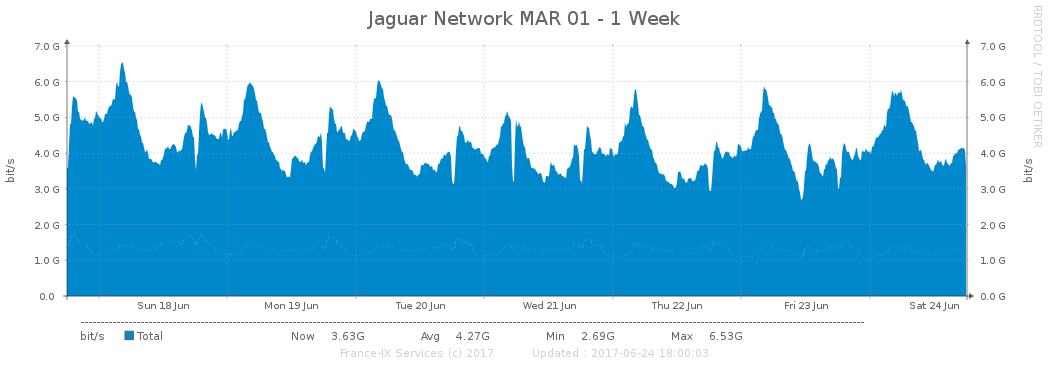 Jaguar Network MAR 01 - 1 Week
RRDTOOL / TOBI OETIKER
bit/s
7.0 G 7.0 G
6.0 G 6.0 G
5.0 G 5.0 G
4.0 G 4.0 G
3.0 G 3.0 G
2.0 G 2.0 G
1.0 G 1.0 G
0.0 0.0 G
bit/s
Sun 18 Jun Mon 19 Jun Tue 20 Jun Wed 21 Jun Thu 22 Jun Fri 23 Jun Sat 24 Jun
bit/s Total Now 3.63G Avg 4.27G Min 2.69G Max 6.53G
France-IX Services (c) 2017 Updated : 2017-06-24 18:00:03